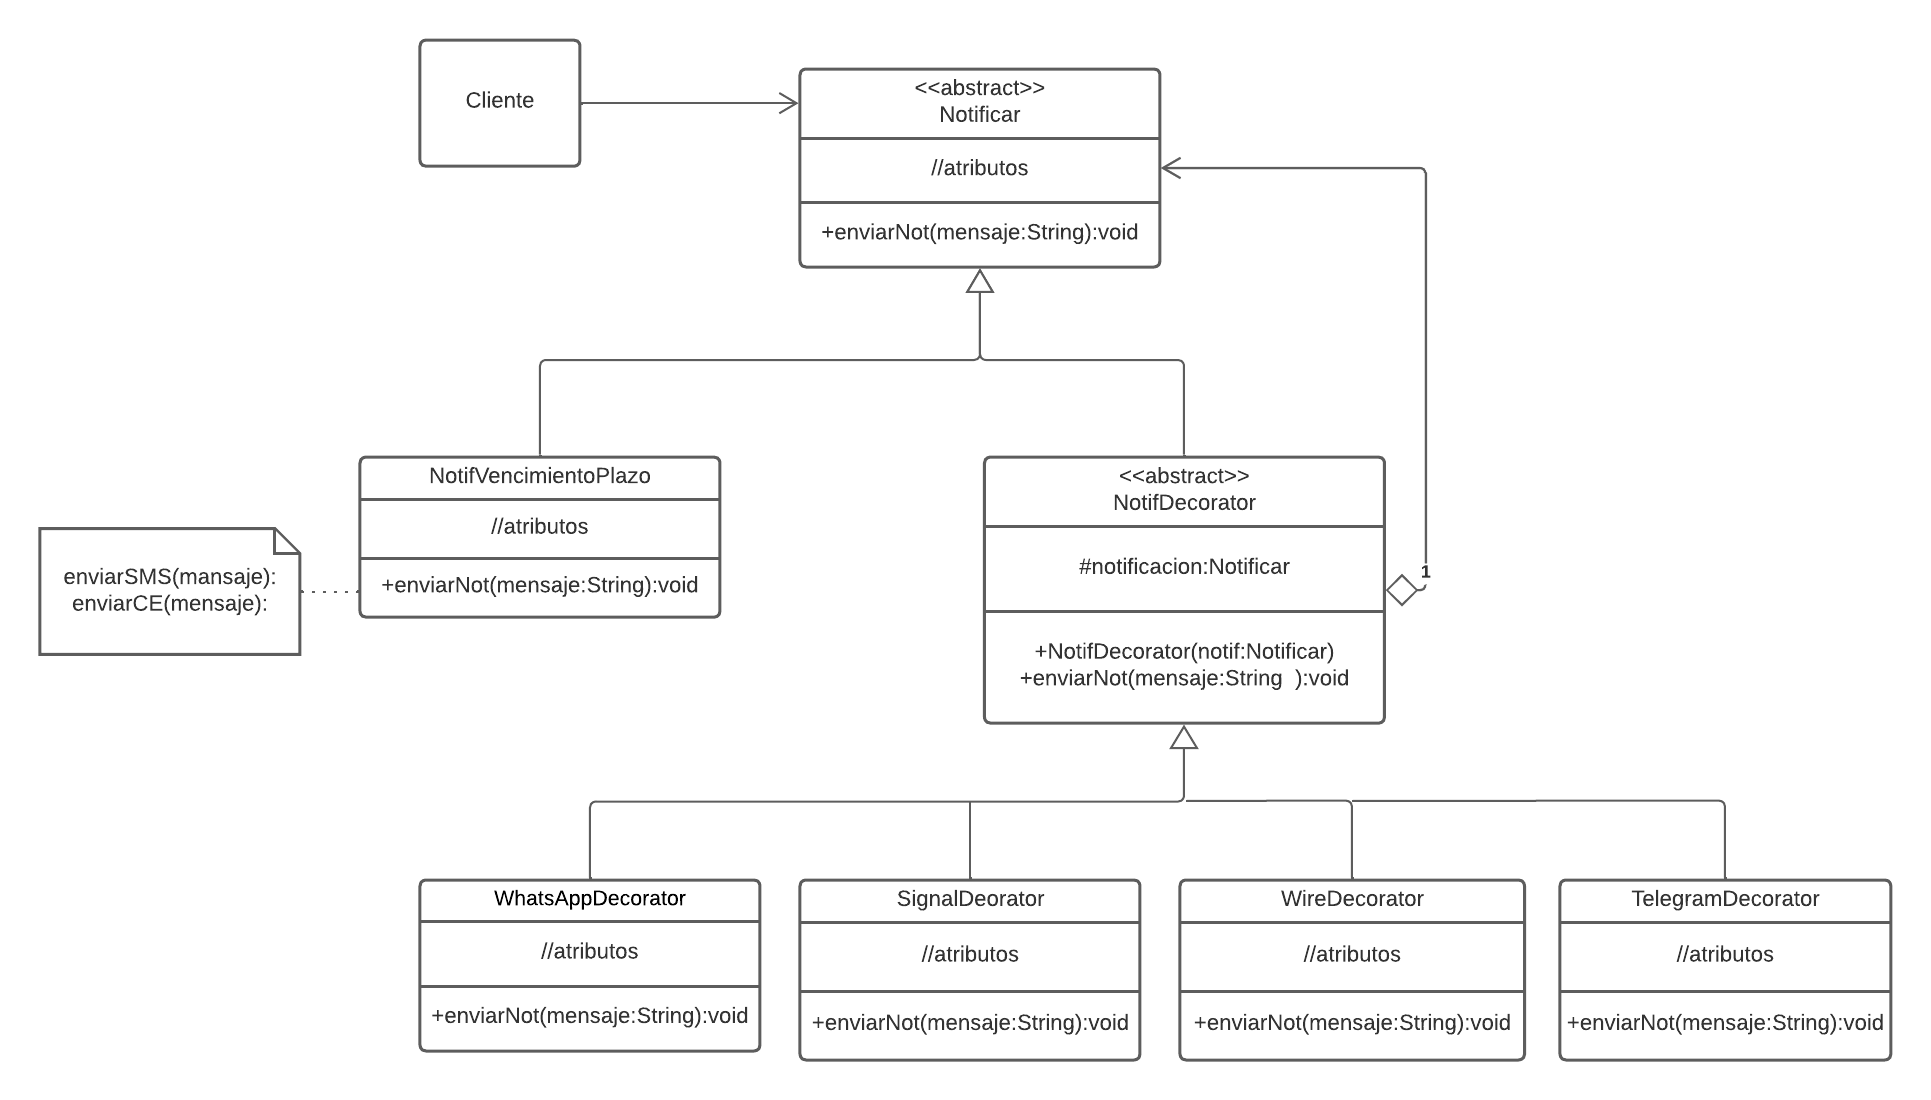 Cliente
<<abstract>>
Notificar
//atributos
+enviarNot(mensaje:String):void
NotifVencimientoPlazo
//atributos
+enviarNot(mensaje:String):void
enviarSMS(mansaje):
enviarCE(mensaje):
<<abstract>>
NotifDecorator
#notificacion:Notificar
1
+NotifDecorator(notif:Notificar)
+enviarNot(mensaje:String  ):void
WhatsAppDecorator
//atributos
+enviarNot(mensaje:String):void
SignalDeorator
//atributos
+enviarNot(mensaje:String):void
WireDecorator
//atributos
+enviarNot(mensaje:String):void
TelegramDecorator
//atributos
+enviarNot(mensaje:String):void